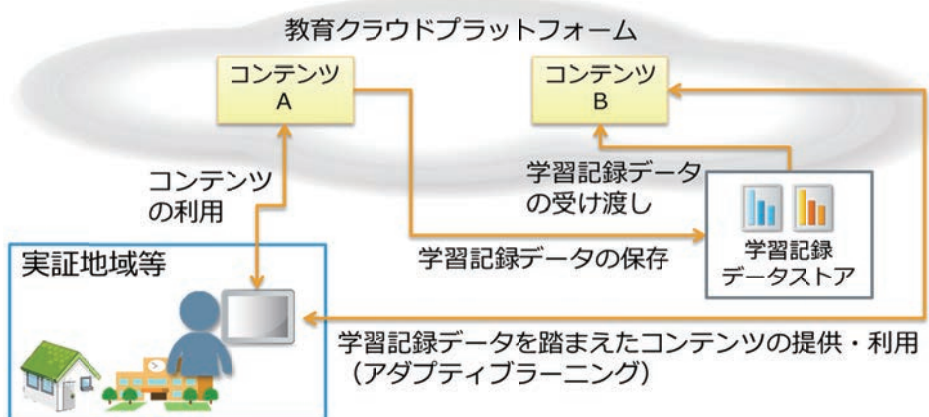 教育クラウドプラットフォーム
コンテンツ
A
コンテンツ
B
コンテンツ
の利用
学習記録データ
の受け渡し
学習記録データの保存
学習記録
データストア
実証地域等
学習記録データを踏まえたコンテンツの提供・利用
（アダプティブラーニング）